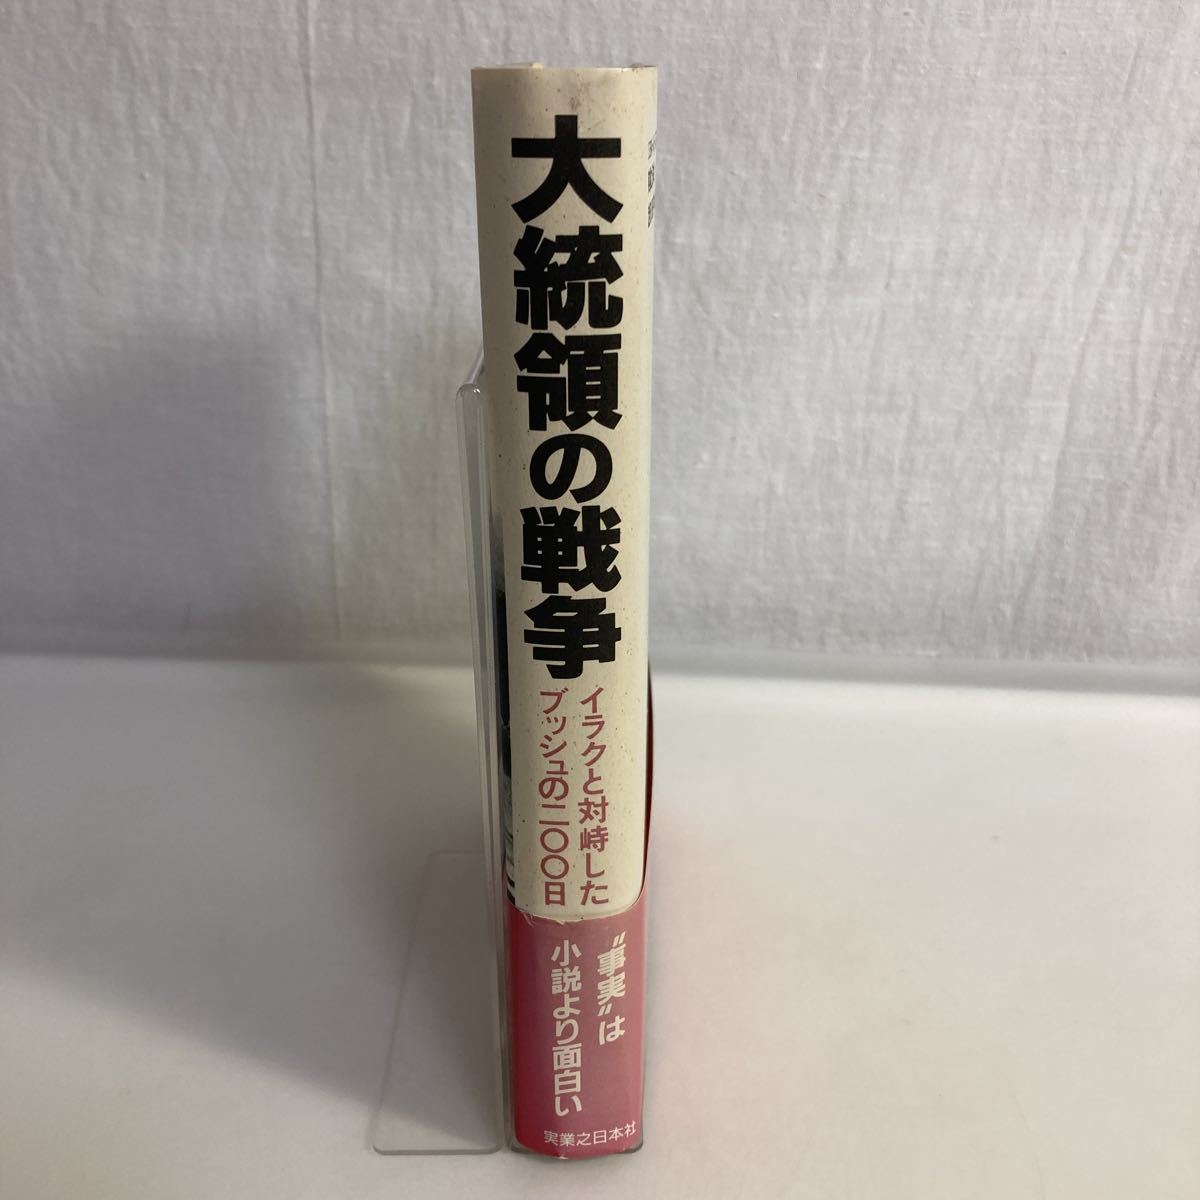 大統領の戦争
イラクと対峙した
ブッシュの二〇〇日
〝事実〟は
小説より面白い
実業之日本社